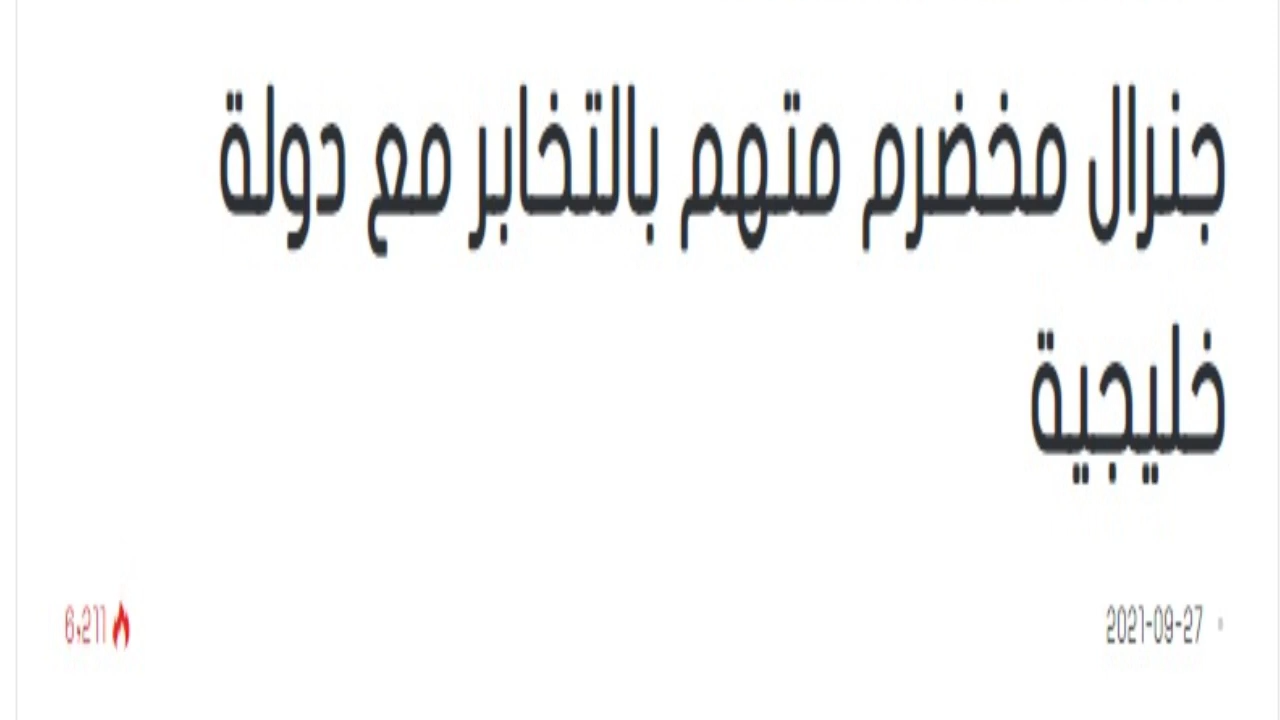 جنرال مخضرم متهم بالتخابر مع دولة
خليجية
2021-09-27
6٬211